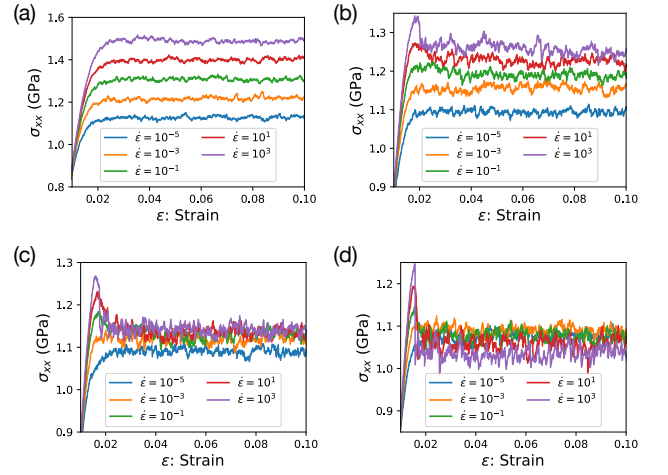 (a)
1.6
1.4
1.2
1.0
0.8
σxx (GPa)
ε̇ = 10⁻⁵
ε̇ = 10⁻³
ε̇ = 10⁻¹
ε̇ = 10¹
ε̇ = 10³
0.02 0.04 0.06 0.08 0.10
ε: Strain
(b)
1.3
1.2
1.1
1.0
0.9
σxx (GPa)
ε̇ = 10⁻⁵
ε̇ = 10⁻³
ε̇ = 10⁻¹
ε̇ = 10¹
ε̇ = 10³
0.02 0.04 0.06 0.08 0.10
ε: Strain
(c)
1.3
1.2
1.1
1.0
0.9
σxx (GPa)
ε̇ = 10⁻⁵
ε̇ = 10⁻³
ε̇ = 10⁻¹
ε̇ = 10¹
ε̇ = 10³
0.02 0.04 0.06 0.08 0.10
ε: Strain
(d)
1.2
1.1
1.0
0.9
σxx (GPa)
ε̇ = 10⁻⁵
ε̇ = 10⁻³
ε̇ = 10⁻¹
ε̇ = 10¹
ε̇ = 10³
0.02 0.04 0.06 0.08 0.10
ε: Strain